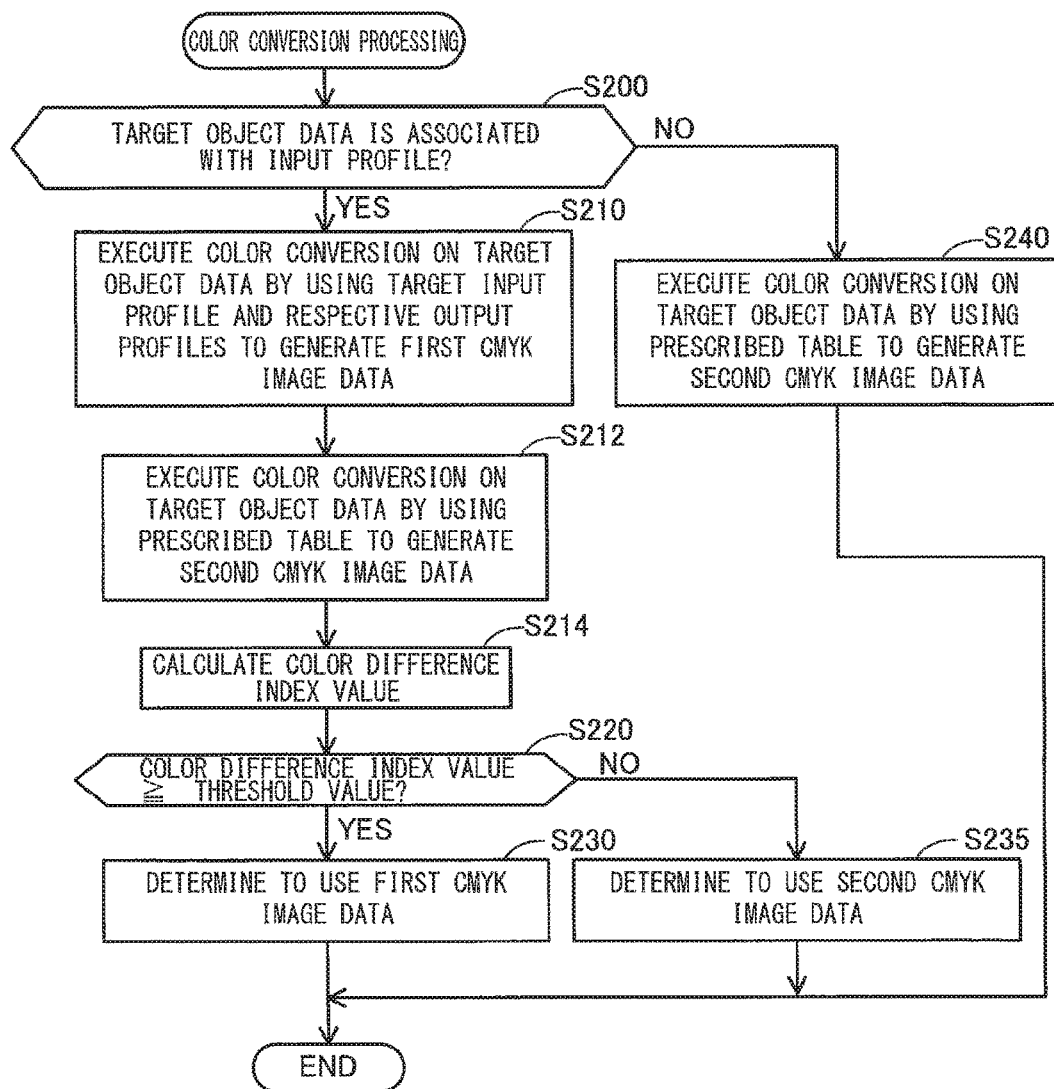 COLOR CONVERSION PROCESSING
S200
TARGET OBJECT DATA IS ASSOCIATED
WITH INPUT PROFILE?
NO
YES
S210
EXECUTE COLOR CONVERSION ON TARGET
OBJECT DATA BY USING TARGET INPUT
PROFILE AND RESPECTIVE OUTPUT
PROFILES TO GENERATE FIRST CMYK
IMAGE DATA
S240
EXECUTE COLOR CONVERSION ON
TARGET OBJECT DATA BY USING
PRESCRIBED TABLE TO GENERATE
SECOND CMYK IMAGE DATA
S212
EXECUTE COLOR CONVERSION ON
TARGET OBJECT DATA BY USING
PRESCRIBED TABLE TO GENERATE
SECOND CMYK IMAGE DATA
S214
CALCULATE COLOR DIFFERENCE
INDEX VALUE
S220
COLOR DIFFERENCE INDEX VALUE
≧ THRESHOLD VALUE?
NO
YES
S230
DETERMINE TO USE FIRST CMYK
IMAGE DATA
S235
DETERMINE TO USE SECOND CMYK
IMAGE DATA
END